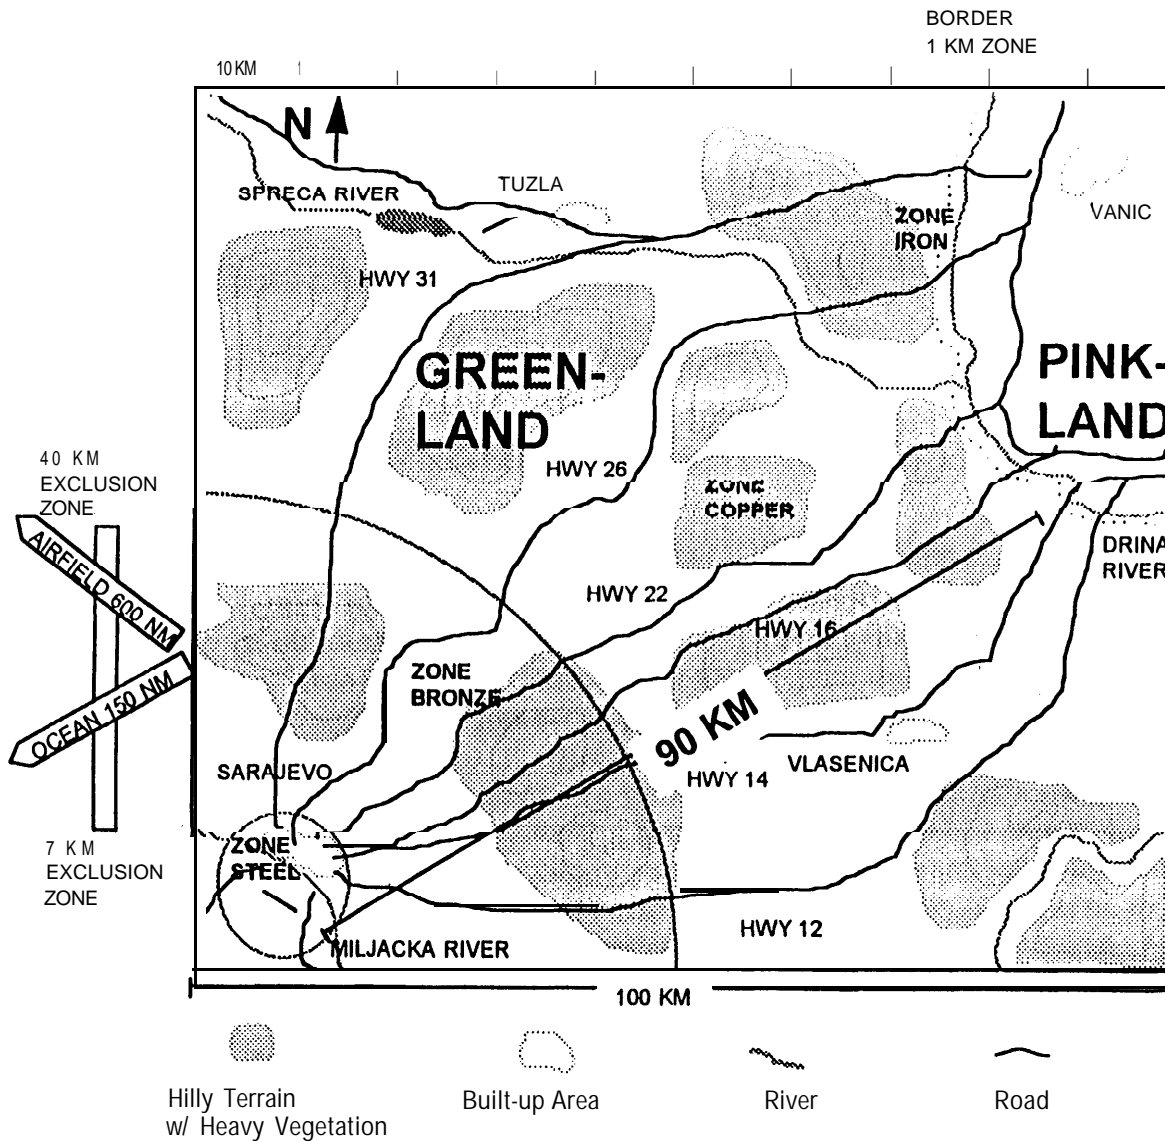 BORDER
1 KM ZONE
10 KM
N
SPRECA RIVER
TUZLA
VANIC
ZONE
IRON
HWY 31
GREEN-
LAND
PINK-
LAND
HWY 26
ZONE
COPPER
40 KM
EXCLUSION
ZONE
AIRFIELD 600 NM
OCEAN 150 NM
DRINA
RIVER
HWY 22
HWY 16
ZONE
BRONZE
90 KM
SARAJEVO
HWY 14
VLASENICA
7 KM
EXCLUSION
ZONE
ZONE
STEEL
HWY 12
MILJACKA RIVER
100 KM
Hilly Terrain
w/ Heavy Vegetation
Built-up Area
River
Road